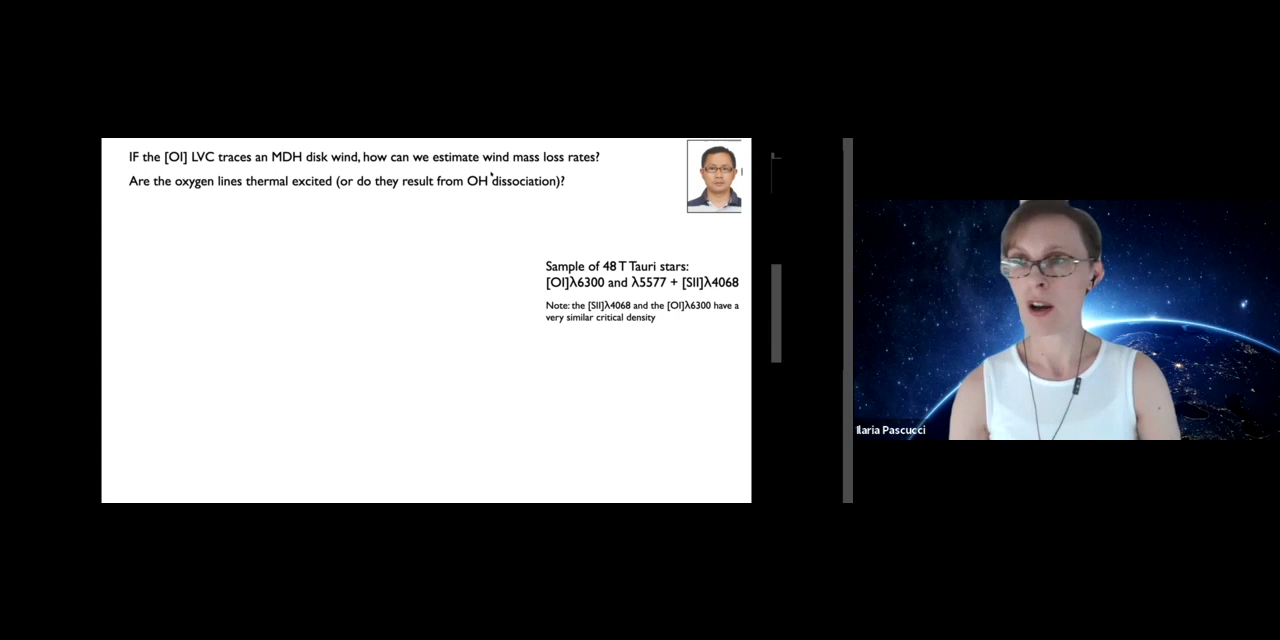 IF the [OI] LVC traces an MDH disk wind, how can we estimate wind mass loss rates?
Are the oxygen lines thermal excited (or do they result from OH dissociation)?
Sample of 48 T Tauri stars:
[OI]λ6300 and λ5577 + [SII]λ4068
Note: the [SII]λ4068 and the [OI]λ6300 have a
very similar critical density
Ilaria Pascucci